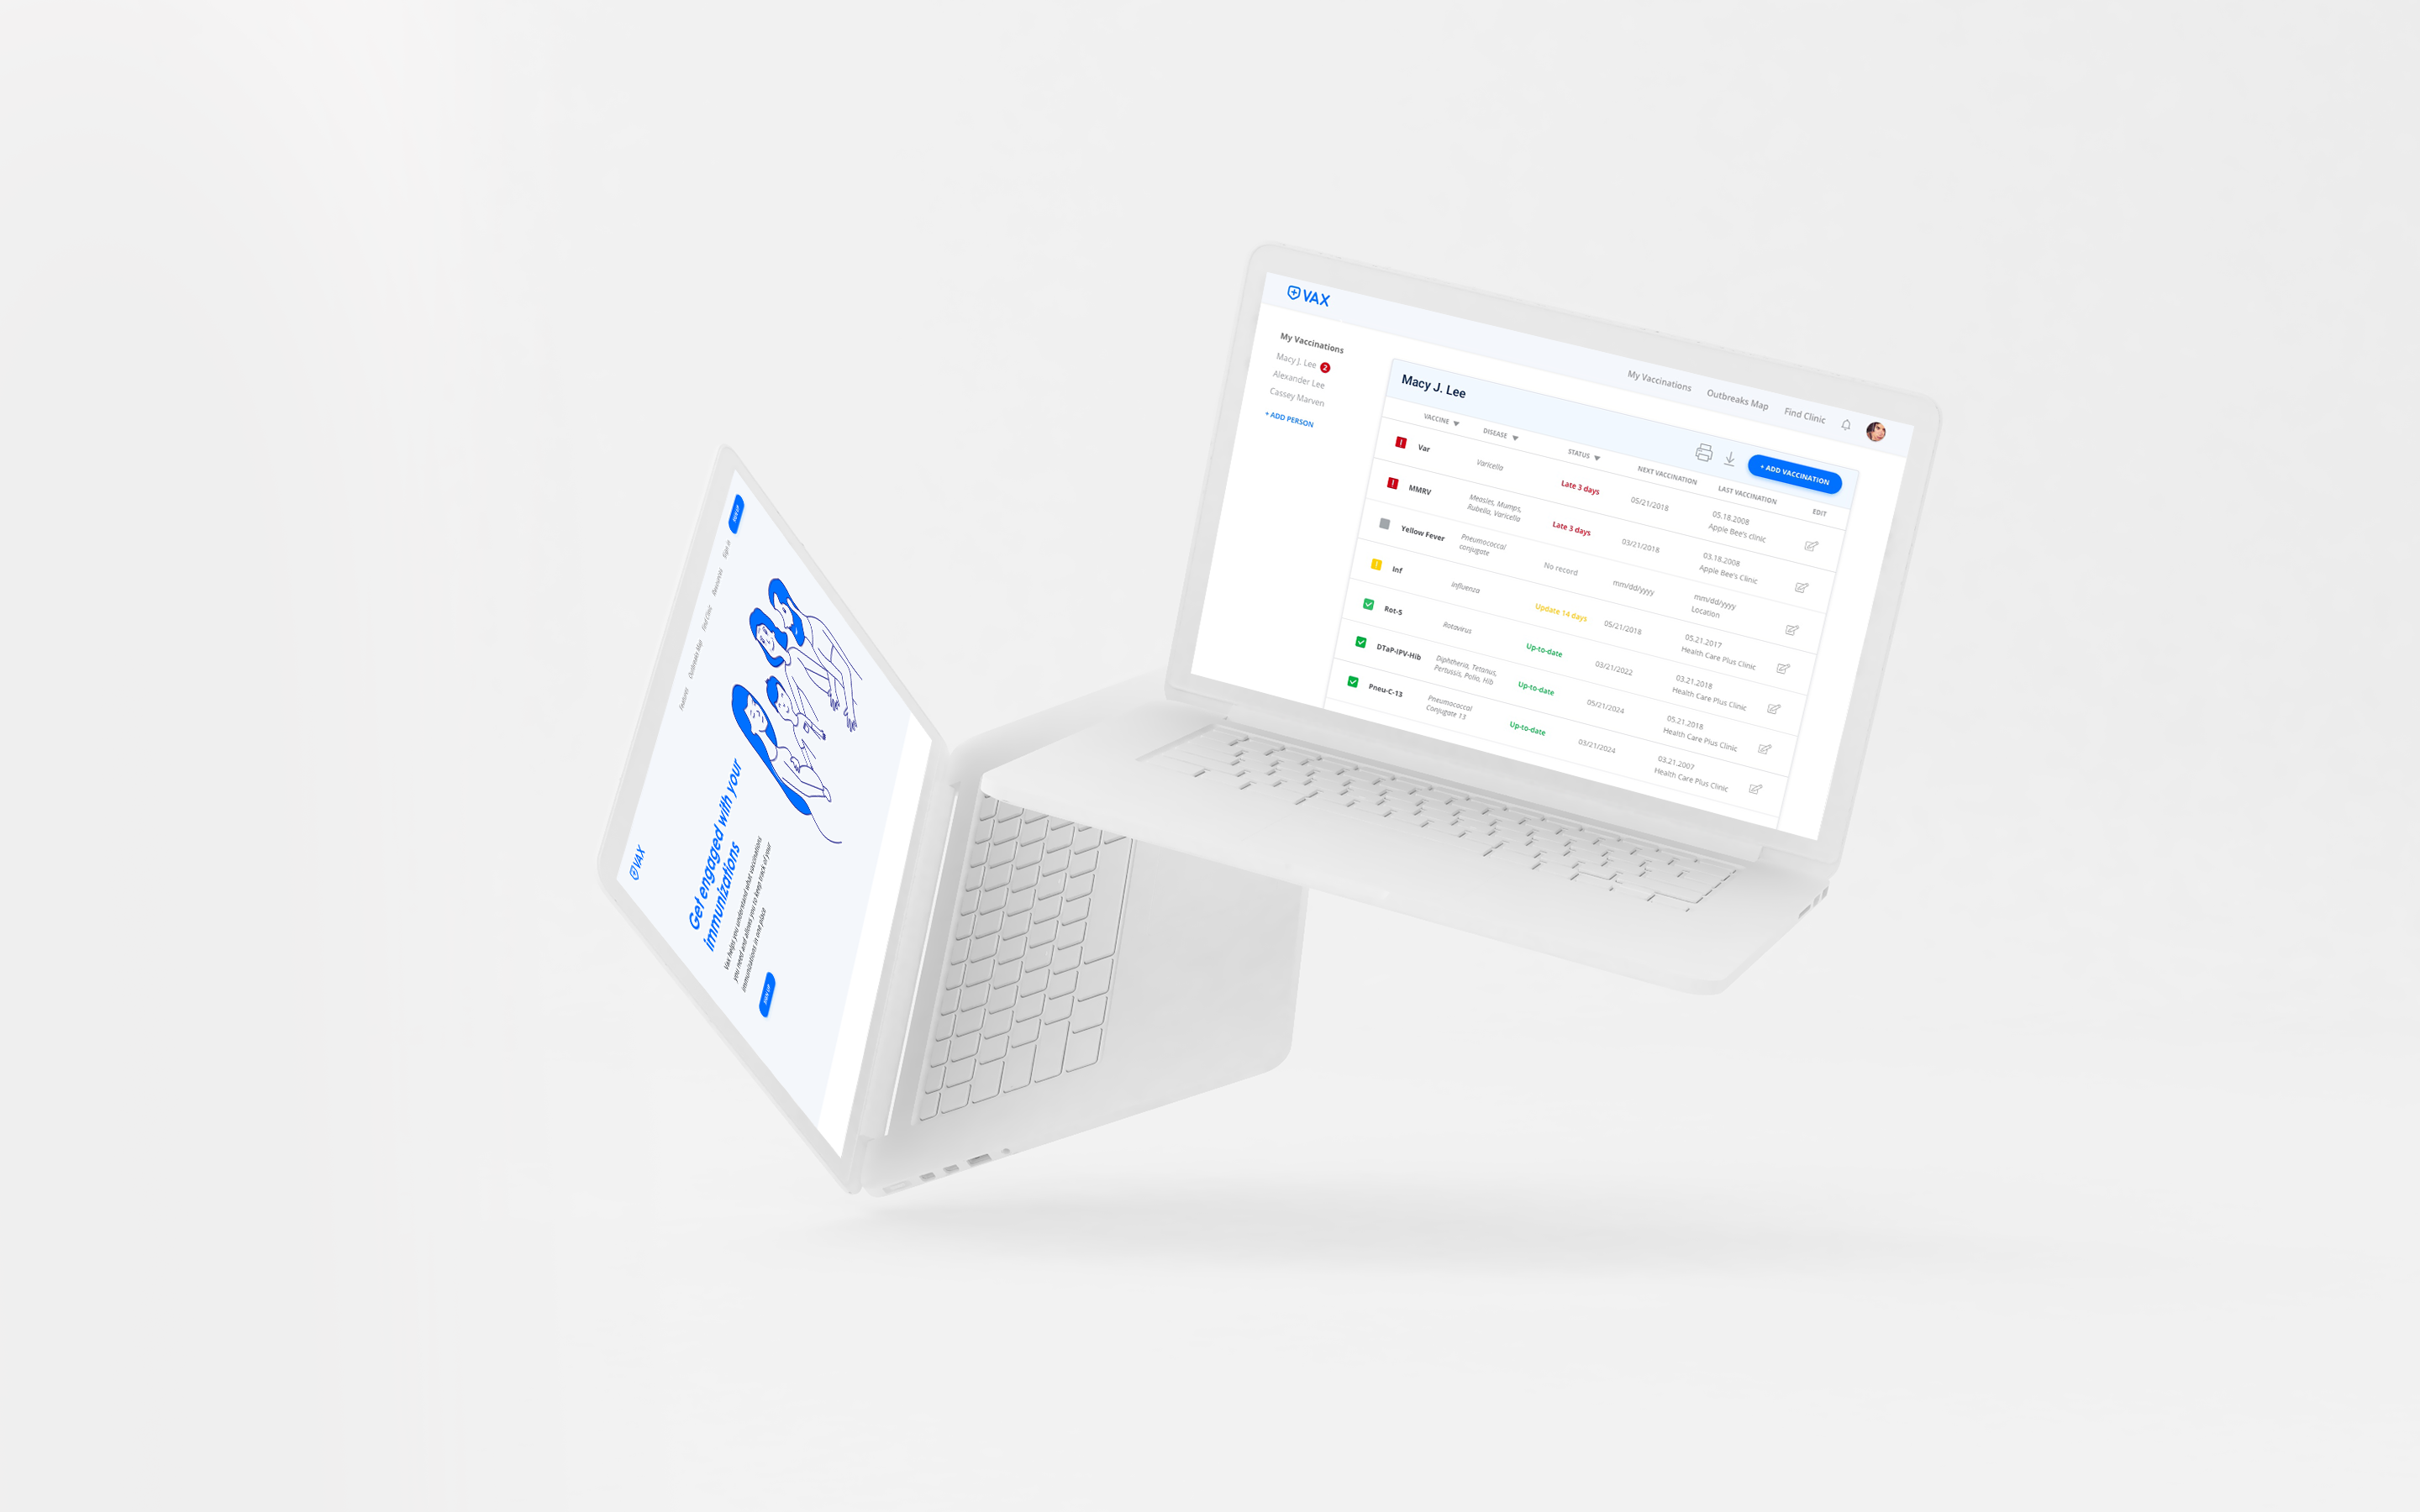 VAX
Features
Outbreaks Map
Find Clinic
Resources
Sign in
SIGN UP
Get engaged with your
immunizations
Vax helps you understand what vaccinations
you need and allows you to keep track of your
immunizations in one place
SIGN UP
VAX
My Vaccinations
Outbreaks Map
Find Clinic
My Vaccinations
Macy J. Lee 2
Alexander Lee
Cassey Marven
+ ADD PERSON
Macy J. Lee
+ ADD VACCINATION
VACCINE DISEASE STATUS NEXT VACCINATION LAST VACCINATION EDIT
! Var Varicella Late 3 days 05/21/2018 05.18.2008
Apple Bee's clinic
! MMRV Measles, Mumps, Late 3 days 03/21/2018 03.18.2008
Rubella, Varicella Apple Bee's Clinic
Yellow Fever Pneumococcal No record mm/dd/yyyy mm/dd/yyyy
conjugate Location
! Inf Influenza Update 14 days 05/21/2018 05.21.2017
Health Care Plus Clinic
Rot-5 Rotavirus Up-to-date 03/21/2022 03.21.2018
Health Care Plus Clinic
DTaP-IPV-Hib Diphtheria, Tetanus, Up-to-date 05/21/2024 05.21.2018
Pertussis, Polio, Hib Health Care Plus Clinic
Pneu-C-13 Pneumococcal Up-to-date 03/21/2024 03.21.2007
Conjugate 13 Health Care Plus Clinic